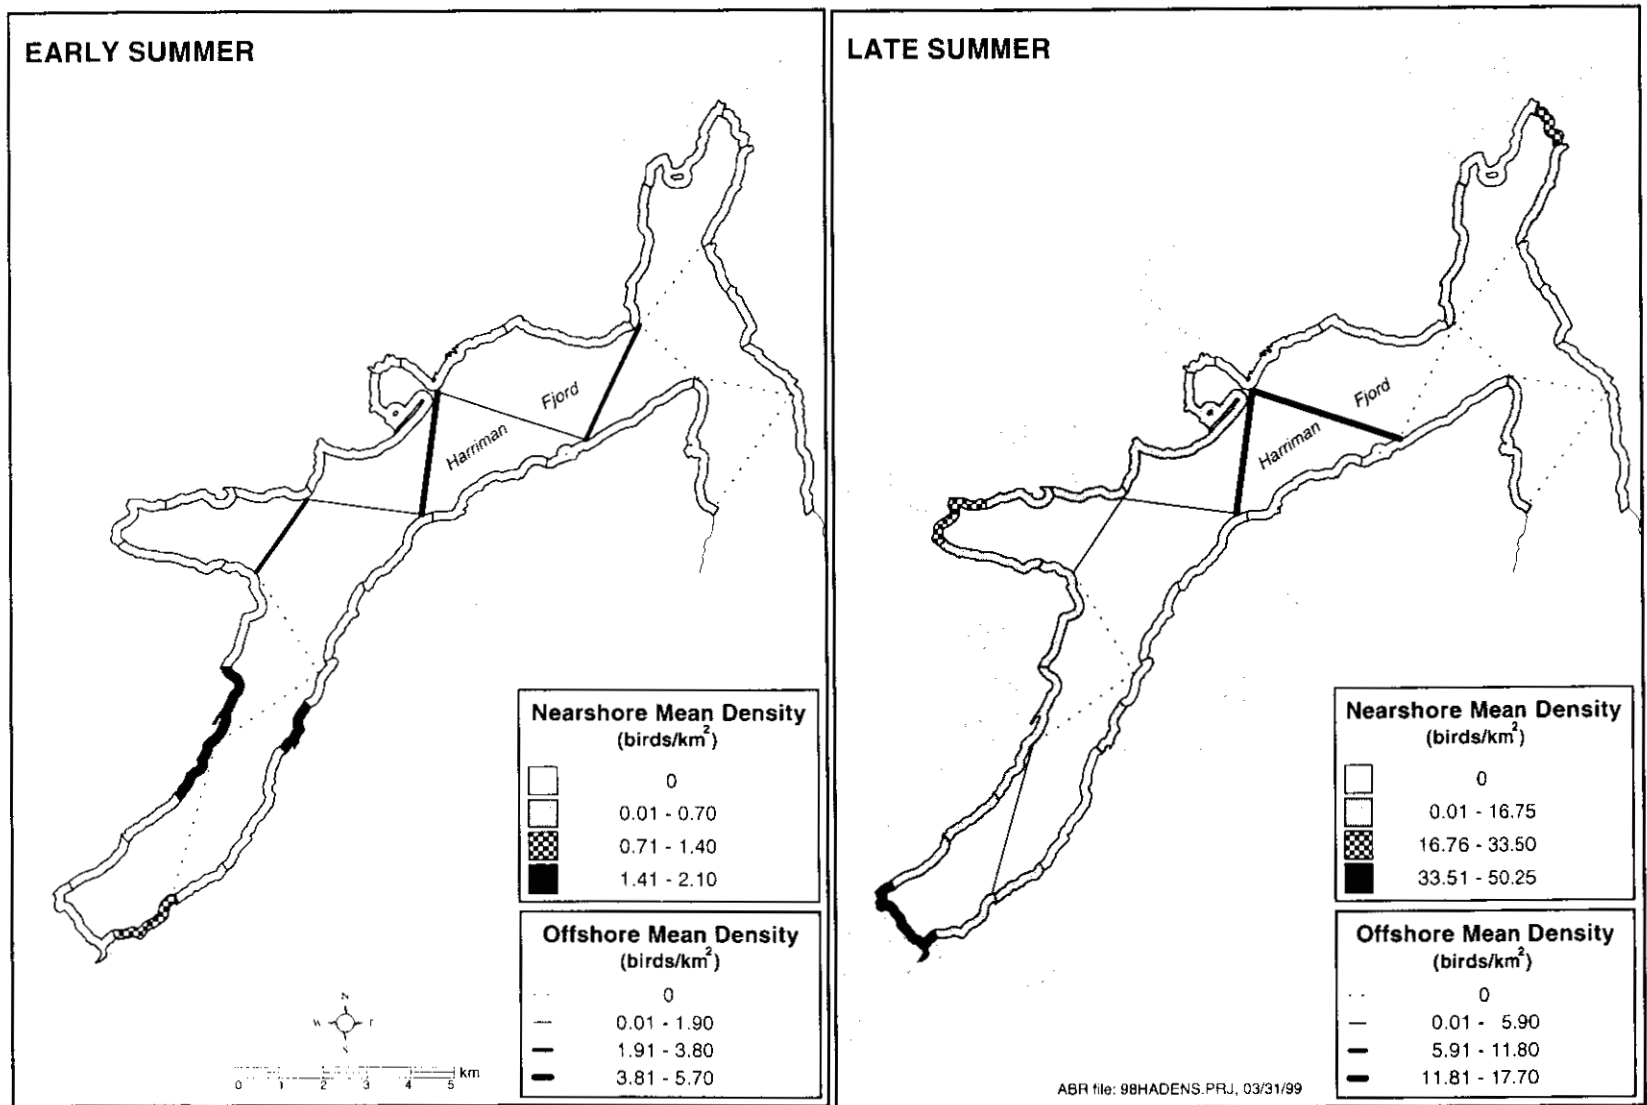 EARLY SUMMER
Fjord
Harriman
Nearshore Mean Density
(birds/km²)
0
0.01 - 0.70
0.71 - 1.40
1.41 - 2.10
Offshore Mean Density
(birds/km²)
0
0.01 - 1.90
1.91 - 3.80
3.81 - 5.70
N
W
S
0 1 2 3 4 5 km
LATE SUMMER
Fjord
Harriman
Nearshore Mean Density
(birds/km²)
0
0.01 - 16.75
16.76 - 33.50
33.51 - 50.25
Offshore Mean Density
(birds/km²)
0
0.01 - 5.90
5.91 - 11.80
11.81 - 17.70
ABR file: 98HADENS.PRJ, 03/31/99